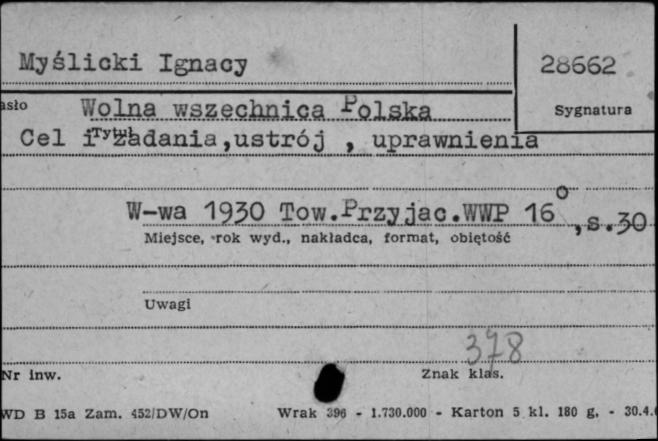 Myślicki Ignacy
28662
asło Wolna wszechnica Polska
Sygnatura
Tytuł
Cel i zadania,ustrój , uprawnienia
W-wa 1930 Tow.Przyjac.WWP 16° ,s.30
Miejsce, rok wyd., nakładca, format, objętość
Uwagi
378
Nr inw.
Znak klas.
WD B 15a Zam. 452/DW/On Wrak 396 - 1.730.000 - Karton 5 kl. 180 g. - 30.4.6